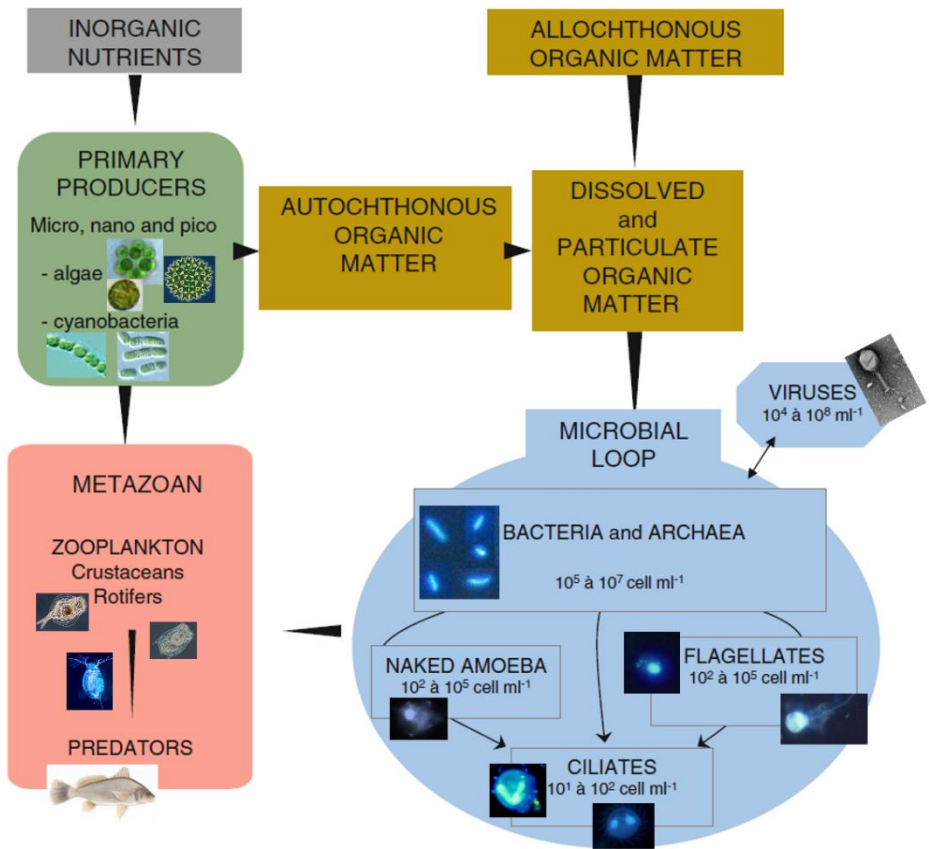 INORGANIC
NUTRIENTS
ALLOCHTHONOUS
ORGANIC MATTER
PRIMARY
PRODUCERS
Micro, nano and pico
- algae
- cyanobacteria
AUTOCHTHONOUS
ORGANIC
MATTER
DISSOLVED
and
PARTICULATE
ORGANIC
MATTER
VIRUSES
10⁴ à 10⁸ ml⁻¹
MICROBIAL
LOOP
METAZOAN
ZOOPLANKTON
Crustaceans
Rotifers
PREDATORS
BACTERIA and ARCHAEA
10⁵ à 10⁷ cell ml⁻¹
NAKED AMOEBA
10² à 10⁵ cell ml⁻¹
FLAGELLATES
10² à 10⁵ cell ml⁻¹
CILIATES
10¹ à 10² cell ml⁻¹